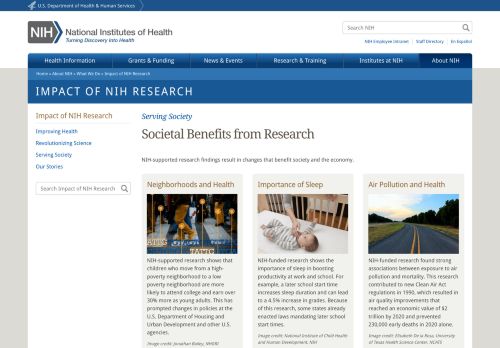 U.S. Department of Health & Human Services
Search NIH
NIH National Institutes of Health
Turning Discovery Into Health
NIH Employee Intranet Staff Directory En Español
Health Information Grants & Funding News & Events Research & Training Institutes at NIH About NIH
Home » About NIH » What We Do » Impact of NIH Research
IMPACT OF NIH RESEARCH
Impact of NIH Research
Improving Health
Revolutionizing Science
Serving Society
Our Stories
Search Impact of NIH Research
Serving Society
Societal Benefits from Research
NIH-supported research findings result in changes that benefit society and the economy.
Neighborhoods and Health
NIH-supported research shows that
children who move from a high-
poverty neighborhood to a low
poverty neighborhood are more
likely to attend college and earn over
30% more as young adults. This has
prompted changes in policies at the
U.S. Department of Housing and
Urban Development and other U.S.
agencies.
Image credit: Jonathan Bailey, NHGRI
Importance of Sleep
NIH-funded research shows the
importance of sleep in boosting
productivity at work and school. For
example, a later school start time
increases sleep duration and can
lead to a 4.5% increase in grades. Because
of this research, some states already
enacted laws mandating later school
start times.
Image credit: National Institute of Child Health
and Human Development, NIH
Air Pollution and Health
NIH-funded research found strong
associations between exposure to
air pollution and mortality. This research
contributed to new Clean Air Act
regulations in 1990, which resulted in
air quality improvements that
reached an economic value of $2
trillion by 2020 and prevented
230,000 early deaths in 2020 alone.
Image credit: Elizabeth De la Rosa, University
of Texas Health Science Center, NCATS